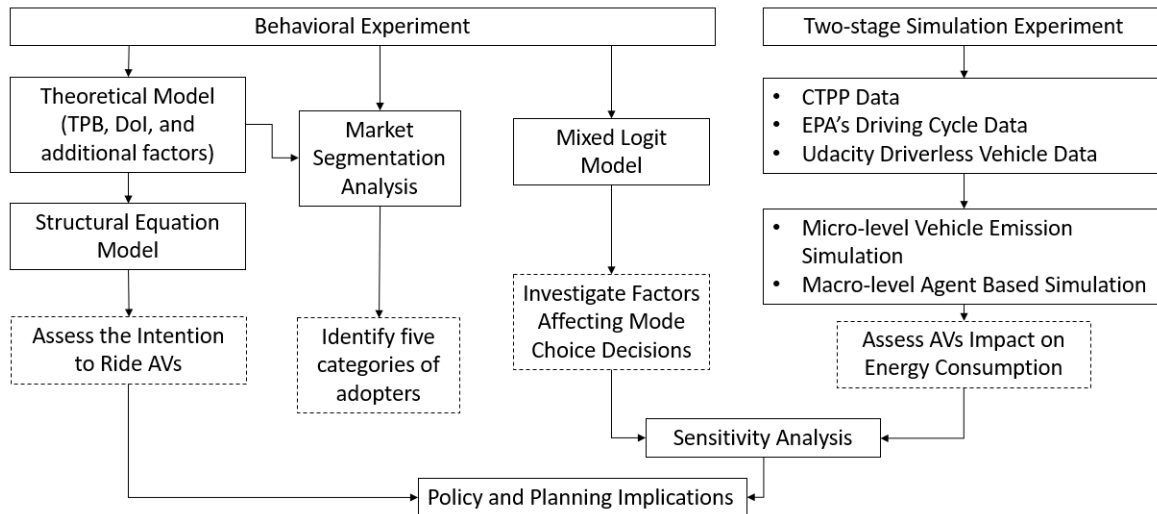 Behavioral Experiment
Two-stage Simulation Experiment
Theoretical Model
(TPB, DoI, and
additional factors)
Market
Segmentation
Analysis
Mixed Logit
Model
• CTPP Data
• EPA's Driving Cycle Data
• Udacity Driverless Vehicle Data
Structural Equation
Model
• Micro-level Vehicle Emission
Simulation
• Macro-level Agent Based Simulation
Assess the Intention
to Ride AVs
Identify five
categories of
adopters
Investigate Factors
Affecting Mode
Choice Decisions
Assess AVs Impact on
Energy Consumption
Sensitivity Analysis
Policy and Planning Implications